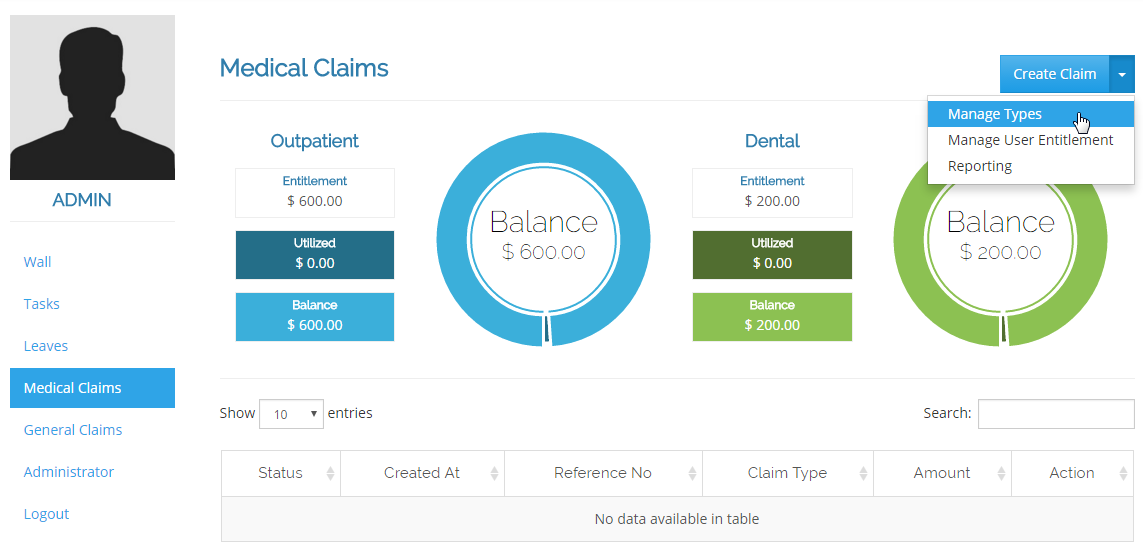 Medical Claims
Create Claim
Manage Types
Manage User Entitlement
Reporting
ADMIN
Wall
Tasks
Leaves
Medical Claims
General Claims
Administrator
Logout
Outpatient
Entitlement
$ 600.00
Utilized
$ 0.00
Balance
$ 600.00
Balance
$ 600.00
Dental
Entitlement
$ 200.00
Utilized
$ 0.00
Balance
$ 200.00
Balance
$ 200.00
Show 10 entries
Search:
Status Created At Reference No Claim Type Amount Action
No data available in table